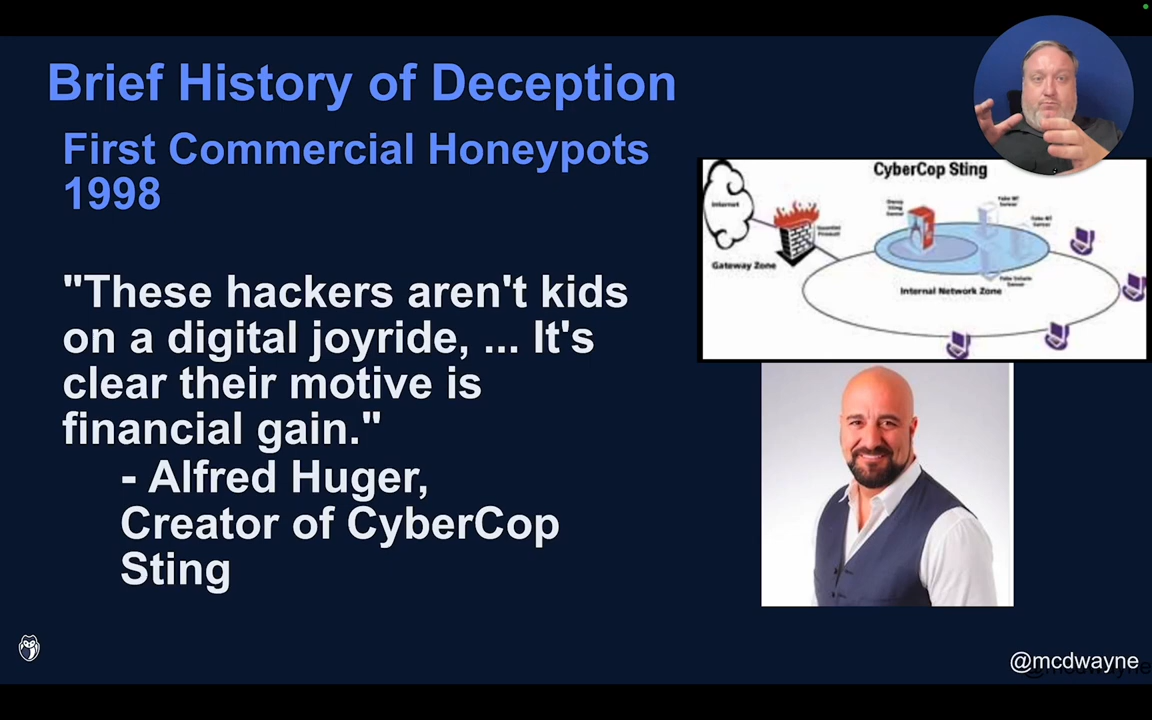 Brief History of Deception
First Commercial Honeypots
1998
"These hackers aren't kids
on a digital joyride, ... It's
clear their motive is
financial gain."
- Alfred Huger,
Creator of CyberCop
Sting
CyberCop Sting
Internet
Gateway Zone
Internal Network Zone
@mcdwayne